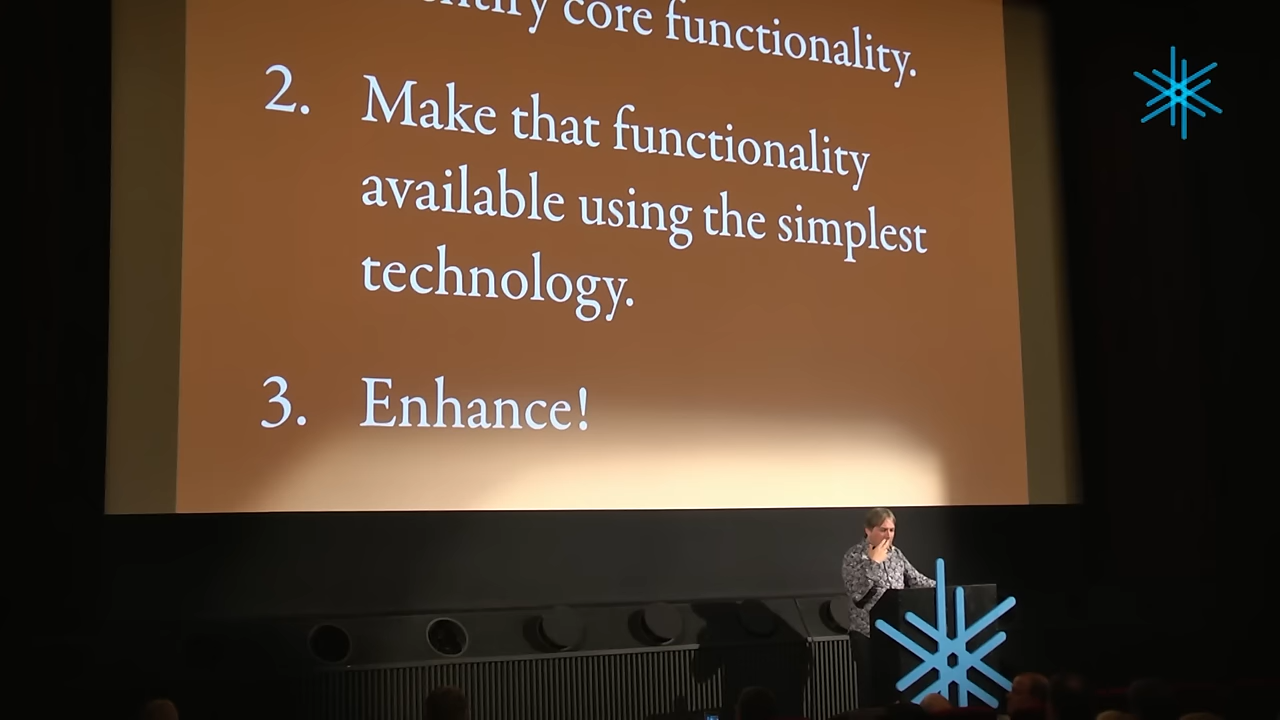 core functionality.
2. Make that functionality
available using the simplest
technology.
3. Enhance!